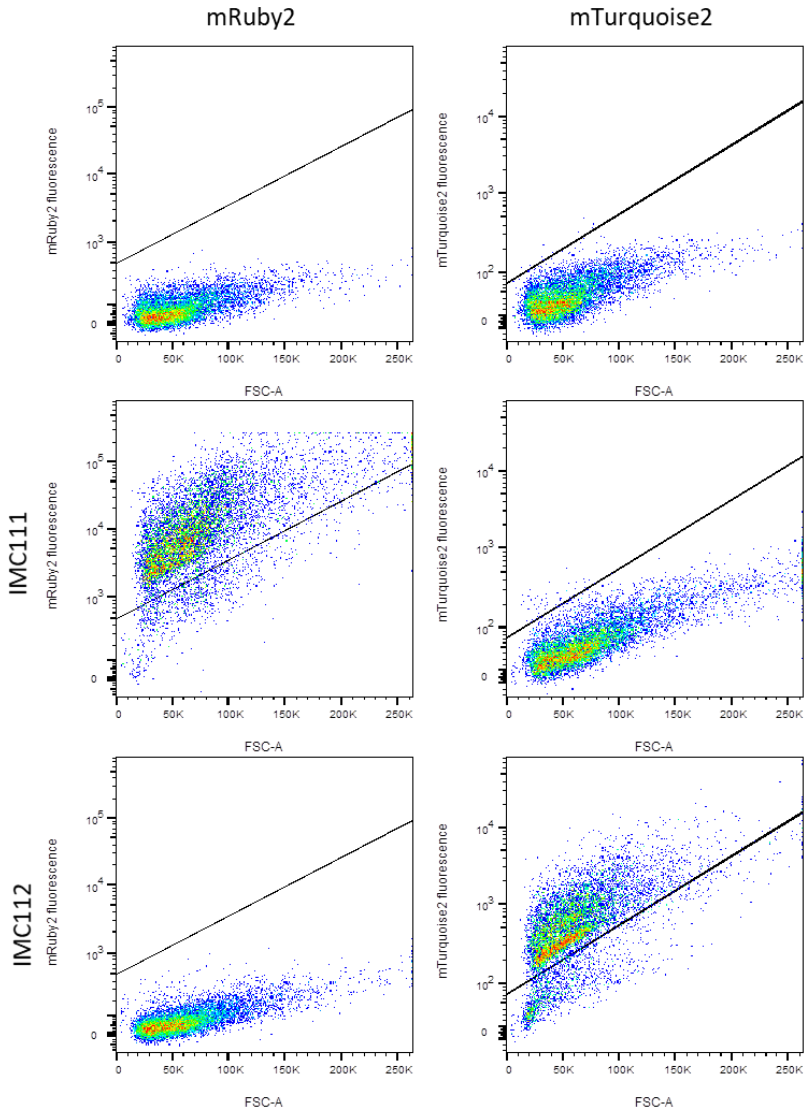 mRuby2 mTurquoise2
mRuby2 fluorescence
10^5
10^4
10^3
0
0 50K 100K 150K 200K 250K
FSC-A
mTurquoise2 fluorescence
10^4
10^3
10^2
0
0 50K 100K 150K 200K 250K
FSC-A
IMC111
mRuby2 fluorescence
10^5
10^4
10^3
0
0 50K 100K 150K 200K 250K
FSC-A
mTurquoise2 fluorescence
10^4
10^3
10^2
0
0 50K 100K 150K 200K 250K
FSC-A
IMC112
mRuby2 fluorescence
10^5
10^4
10^3
0
0 50K 100K 150K 200K 250K
FSC-A
mTurquoise2 fluorescence
10^4
10^3
10^2
0
0 50K 100K 150K 200K 250K
FSC-A